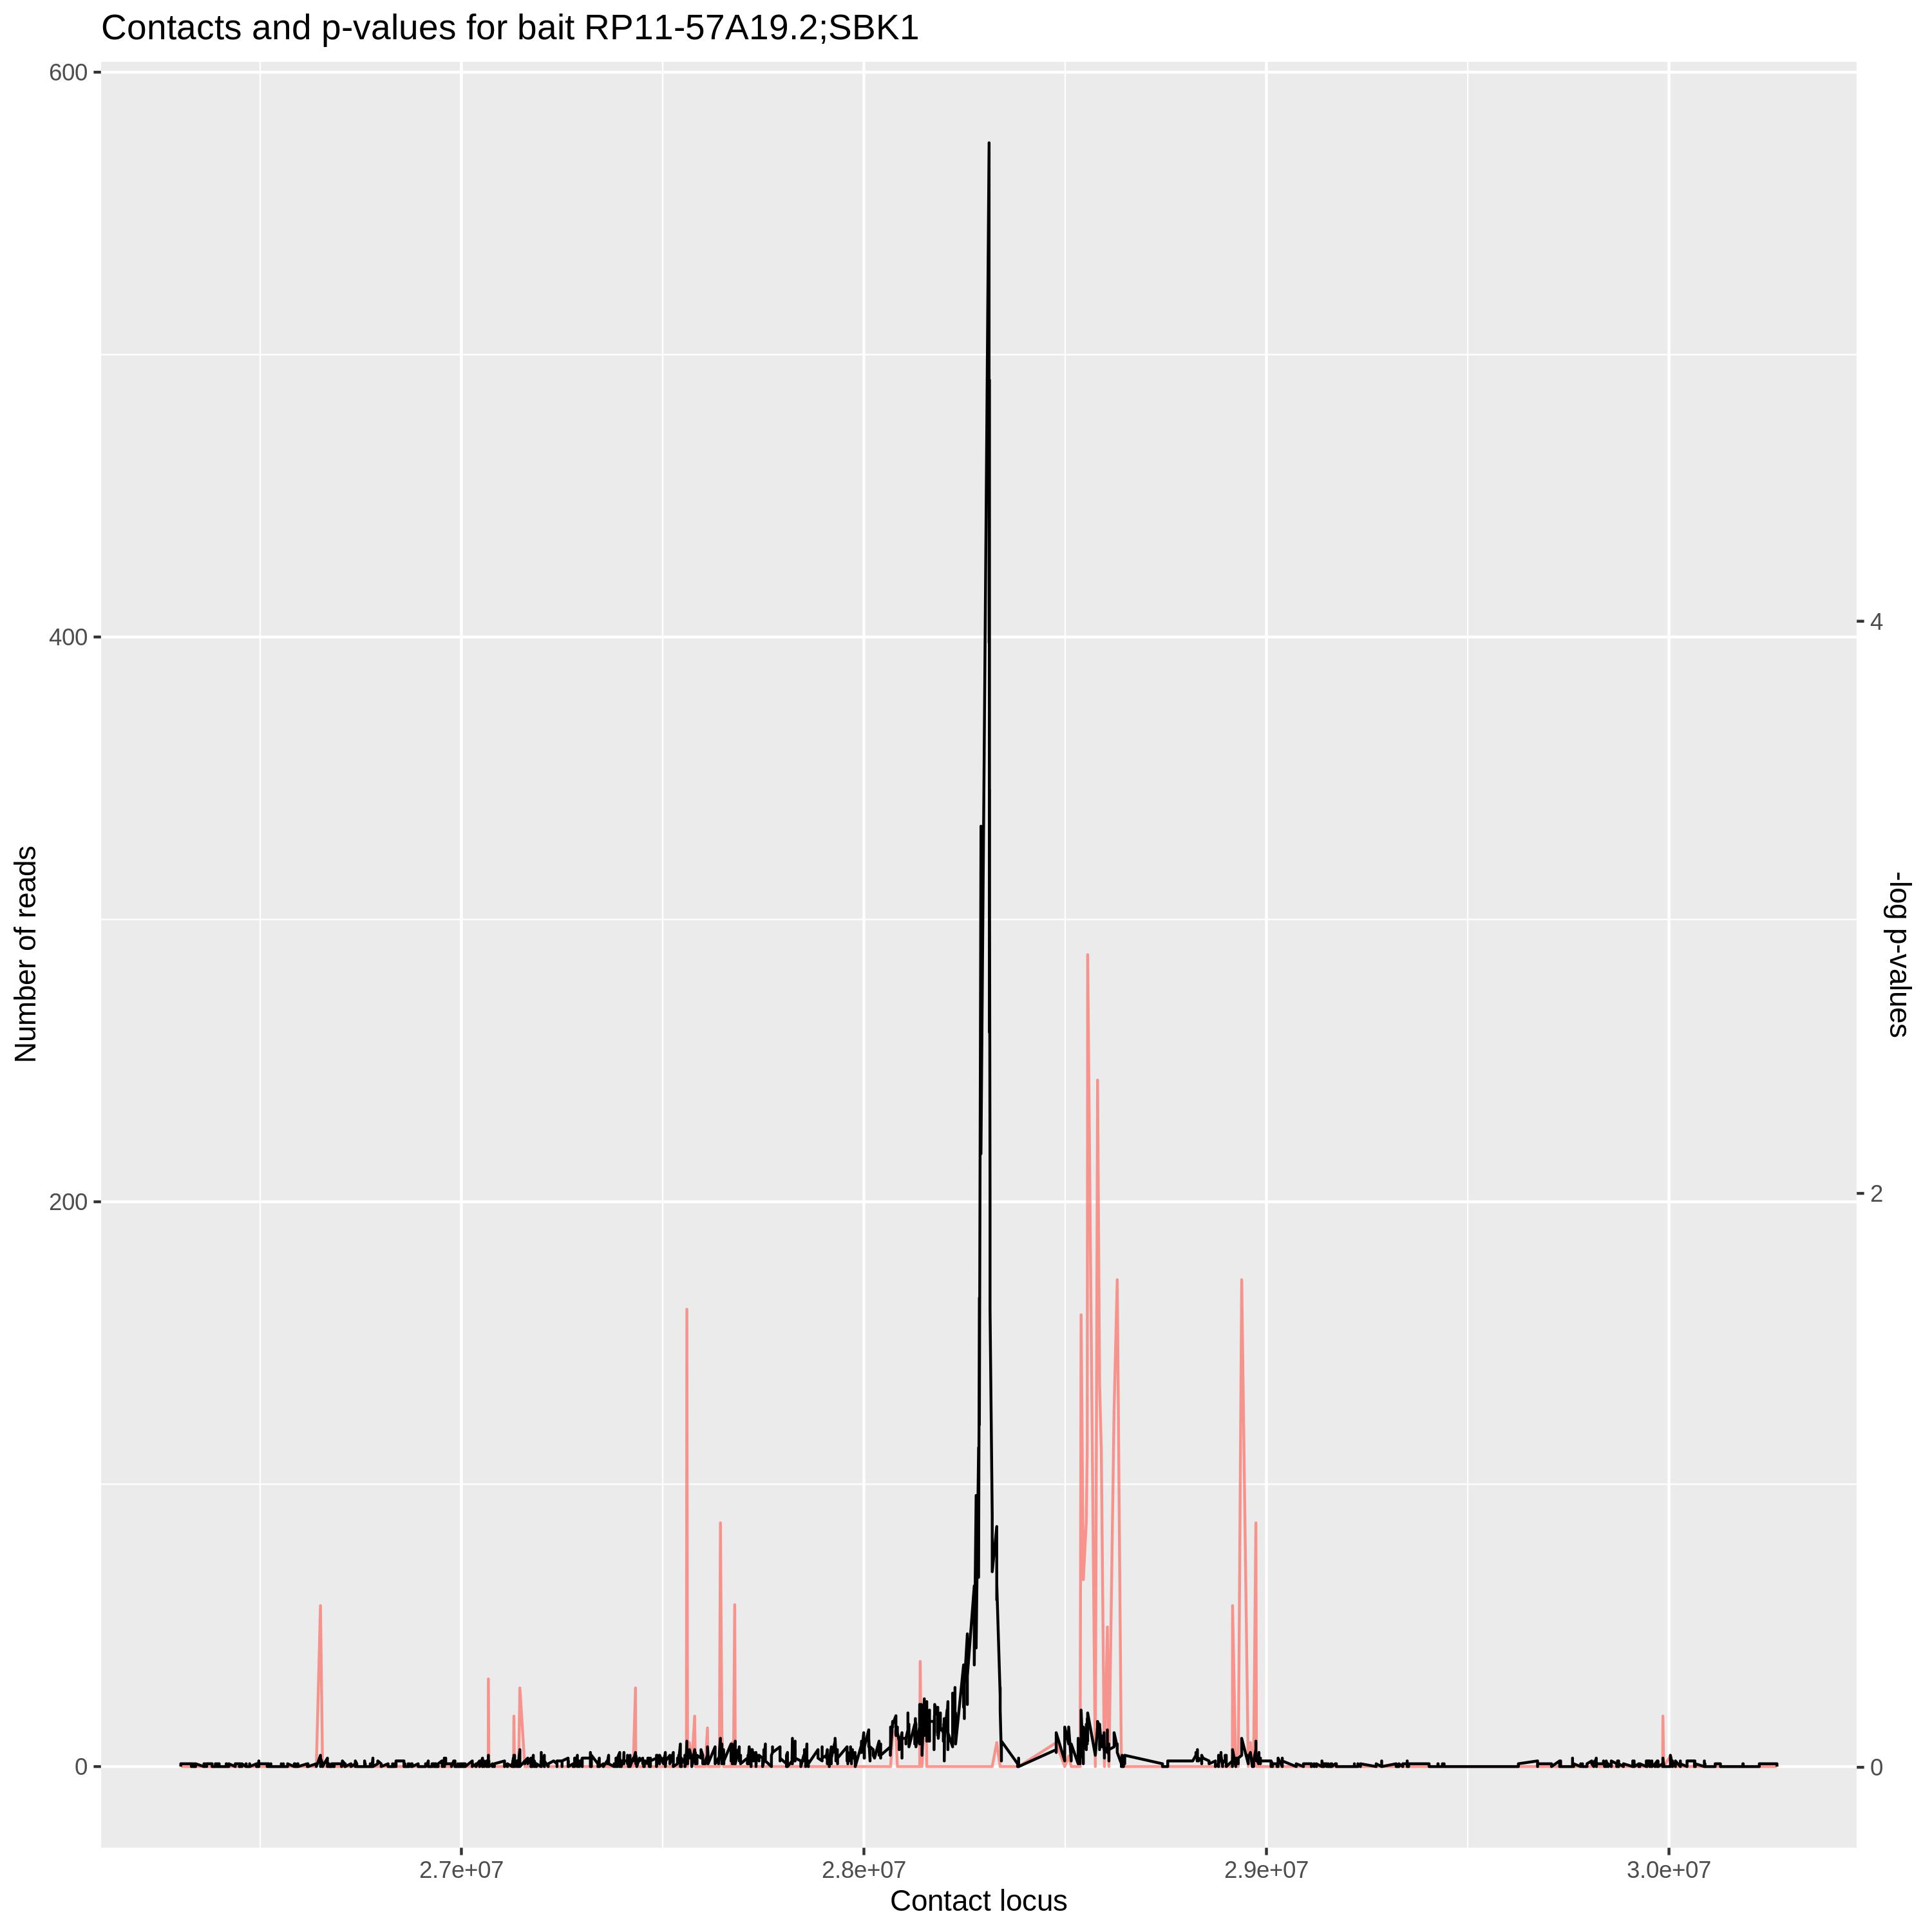 Contacts and p-values for bait RP11-57A19.2;SBK1
600
400
200
0
Number of reads
4
2
0
-log p-values
2.7e+07
2.8e+07
2.9e+07
3.0e+07
Contact locus